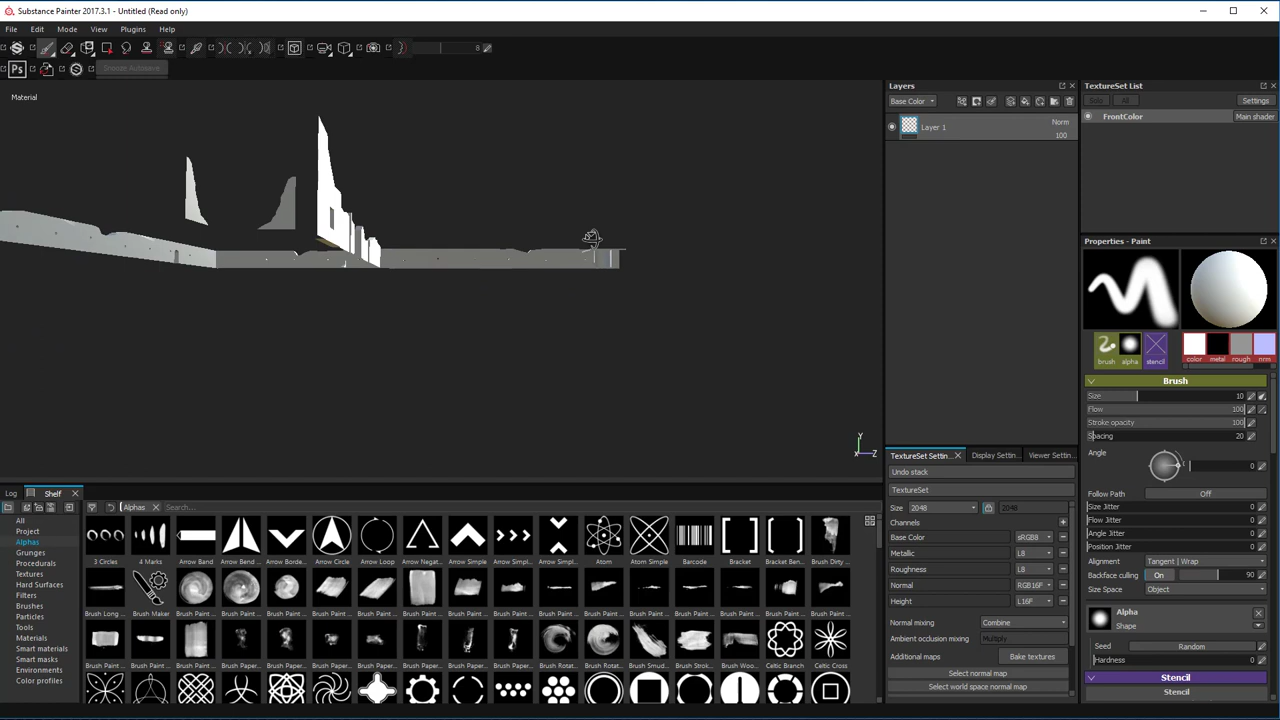 Substance Painter 2017.3.1 - Untitled (Read only)
File Edit Mode View Plugins Help
8
Ps Snooze Autosave
Material
Layers
Base Color
Layer 1 Norm
100
TextureSet List
Solo All Settings
FrontColor Main shader
Properties - Paint
brush alpha stencil color metal rough nrm
Brush
Size 10
Flow 100
Stroke opacity 100
Spacing 20
Angle 0
Follow Path Off
Size Jitter 0
Flow Jitter 0
Angle Jitter 0
Position Jitter 0
Alignment Tangent | Wrap
Backface culling On 90
Size Space Object
Alpha
Shape
Seed Random
Hardness 0
Stencil
Stencil
TextureSet Settin... Display Settin... Viewer Settin...
Undo stack
TextureSet
Size 2048 2048
Channels
Base Color sRGB8
Metallic L8
Roughness L8
Normal RGB16F
Height L16F
Normal mixing Combine
Ambient occlusion mixing Multiply
Additional maps Bake textures
Select normal map
Select world space normal map
Y
X Z
Log Shelf
Alphas Search...
All
Project
Alphas
Grunges
Procedurals
Textures
Hard Surfaces
Filters
Brushes
Particles
Tools
Materials
Smart materials
Smart masks
Environments
Color profiles
3 Circles 4 Marks Arrow Band Arrow Bend Arrow Borde... Arrow Circle Arrow Loop Arrow Negat... Arrow Simple Arrow Simpl... Arrow Simpl... Atom Atom Simple Barcode Bracket Bracket Ben... Brush Dirty ...
Brush Long ... Brush Maker Brush Paint ... Brush Paint ... Brush Paint ... Brush Paint ... Brush Paint ... Brush Paint ... Brush Paint ... Brush Paint ... Brush Paint ... Brush Paint ... Brush Paint ... Brush Paint ... Brush Paint ... Brush Paint ... Brush Paint ...
Brush Paint ... Brush Paint ... Brush Paint ... Brush Paper... Brush Paper... Brush Paper... Brush Paper... Brush Paper... Brush Paper... Brush Paper... Brush Rotat... Brush Rotat... Brush Smud... Brush Strok... Brush Woo... Celtic Branch Celtic Cross